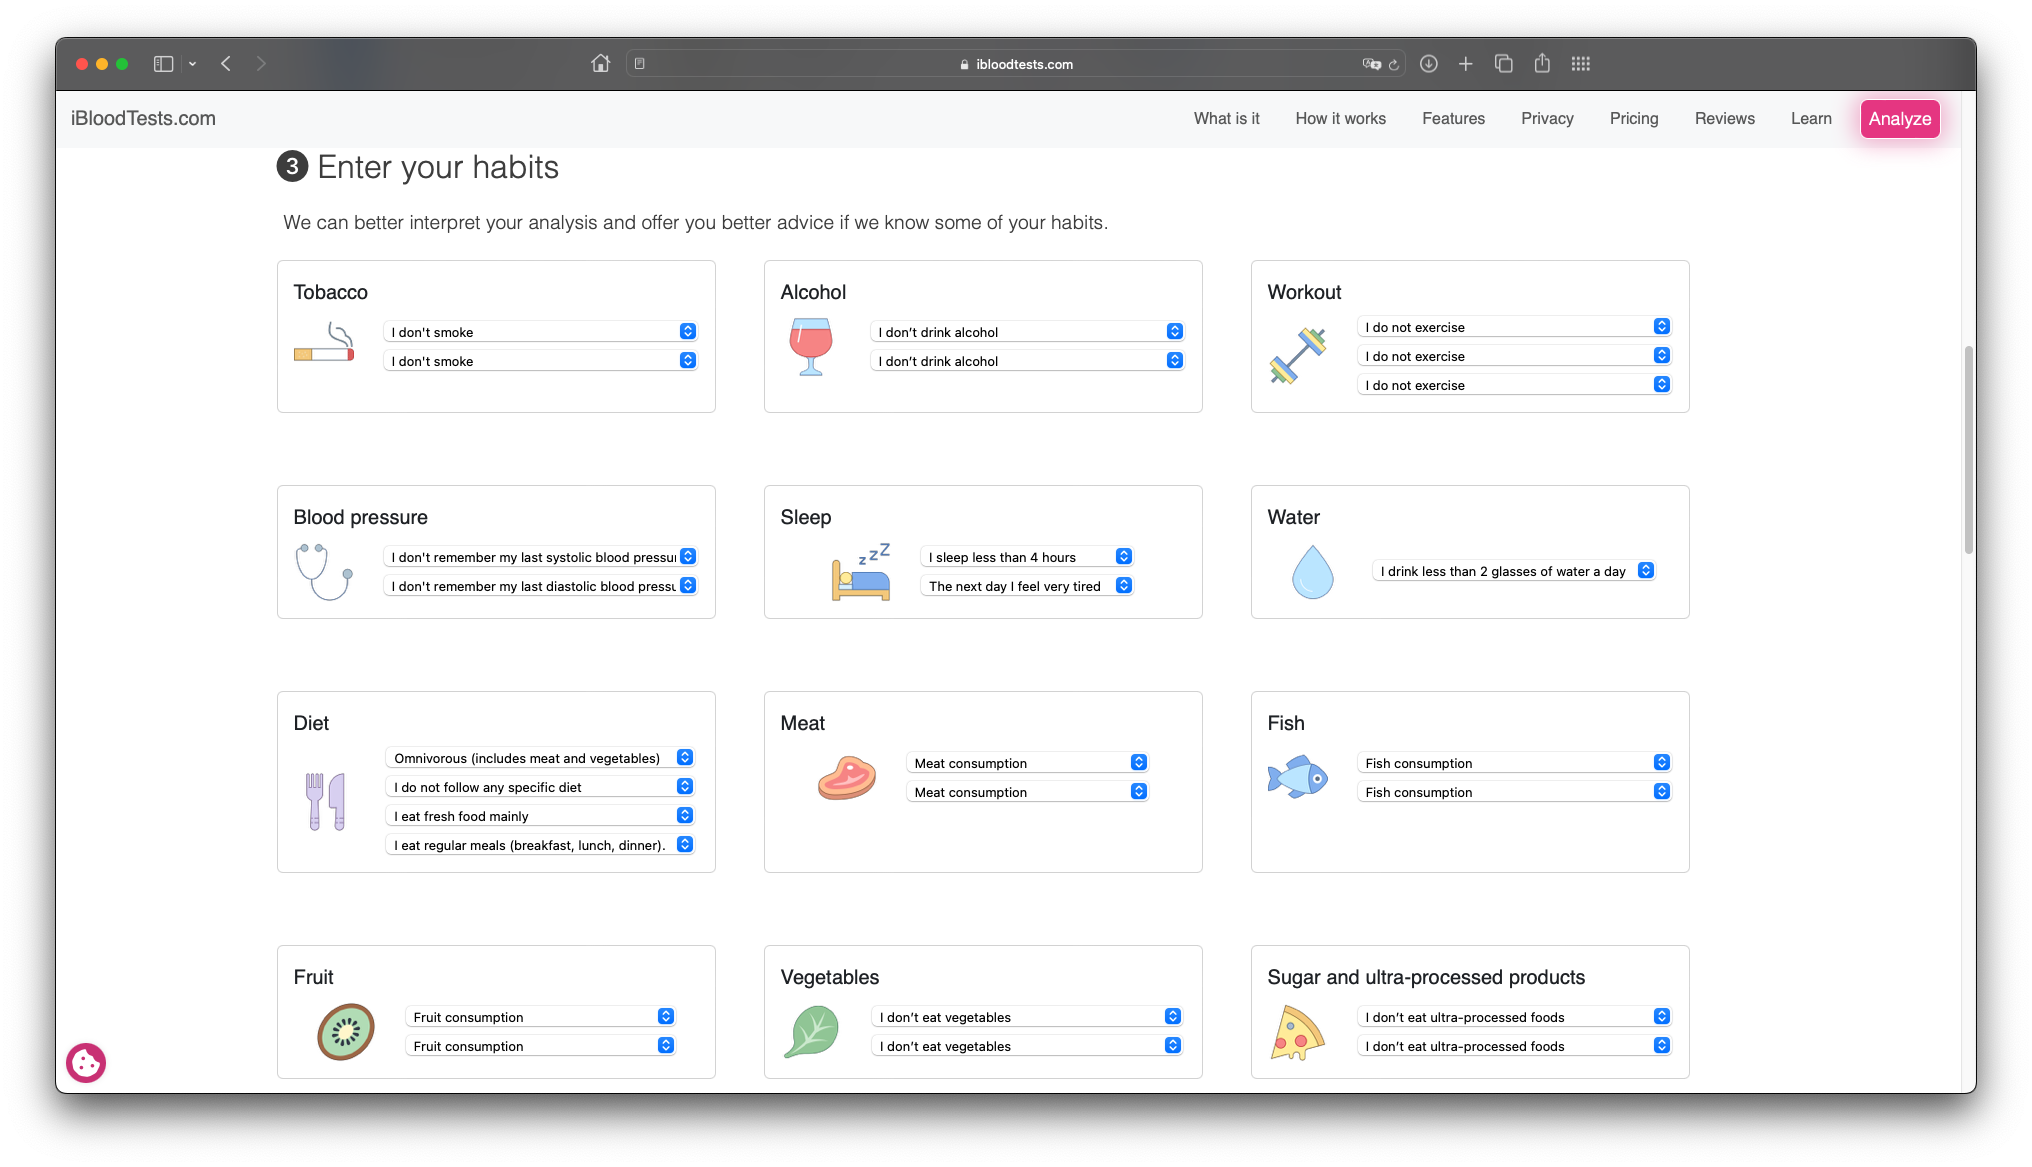 ibloodtests.com
iBloodTests.com
What is it How it works Features Privacy Pricing Reviews Learn Analyze
3 Enter your habits
We can better interpret your analysis and offer you better advice if we know some of your habits.
Tobacco
I don't smoke
I don't smoke
Alcohol
I don't drink alcohol
I don't drink alcohol
Workout
I do not exercise
I do not exercise
I do not exercise
Blood pressure
I don't remember my last systolic blood pressu
I don't remember my last diastolic blood press
Sleep
zzZ
I sleep less than 4 hours
The next day I feel very tired
Water
I drink less than 2 glasses of water a day
Diet
Omnivorous (includes meat and vegetables)
I do not follow any specific diet
I eat fresh food mainly
I eat regular meals (breakfast, lunch, dinner).
Meat
Meat consumption
Meat consumption
Fish
Fish consumption
Fish consumption
Fruit
Fruit consumption
Fruit consumption
Vegetables
I don't eat vegetables
I don't eat vegetables
Sugar and ultra-processed products
I don't eat ultra-processed foods
I don't eat ultra-processed foods